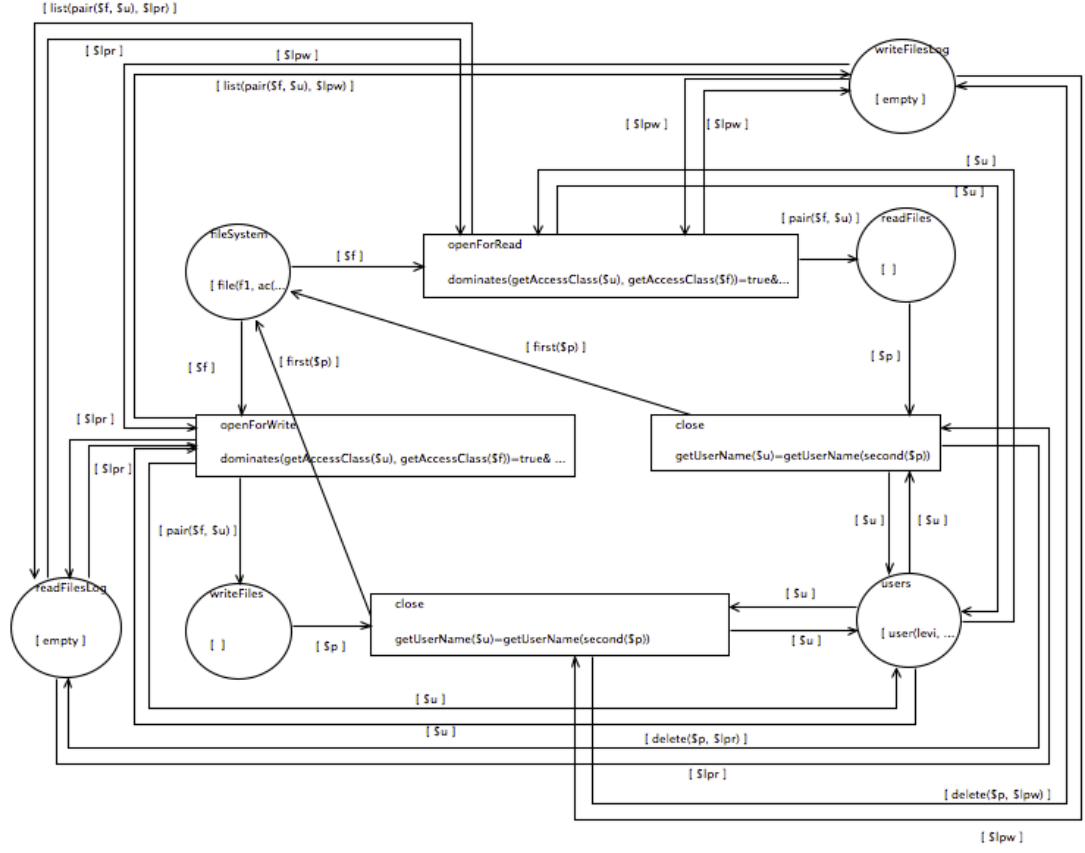 [ list(pair($f, $u), $lpr) ]
[ $lpr ]
[ $lpw ]
writeFilesLog
[ list(pair($f, $u), $lpw) ]
[ empty ]
[ $lpw ]
[ $lpw ]
[ $u ]
[ $u ]
[ pair($f, $u) ]
readFiles
fileSystem
openForRead
[ $f ]
[ ]
[ file(f1, ac(...
dominates(getAccessClass($u), getAccessClass($f))=true&...
[ first($p) ]
[ $p ]
[ first($p) ]
[ $f ]
[ $lpr ]
openForWrite
close
dominates(getAccessClass($u), getAccessClass($f))=true& ...
getUserName($u)=getUserName(second($p))
[ $lpr ]
[ pair($f, $u) ]
[ $u ]
[ $u ]
readFilesLog
writeFiles
users
close
[ $u ]
[ empty ]
[ ]
getUserName($u)=getUserName(second($p))
[ user(levi, ...
[ $p ]
[ $u ]
[ $u ]
[ $u ]
[ delete($p, $lpr) ]
[ $lpr ]
[ delete($p, $lpw) ]
[ $lpw ]